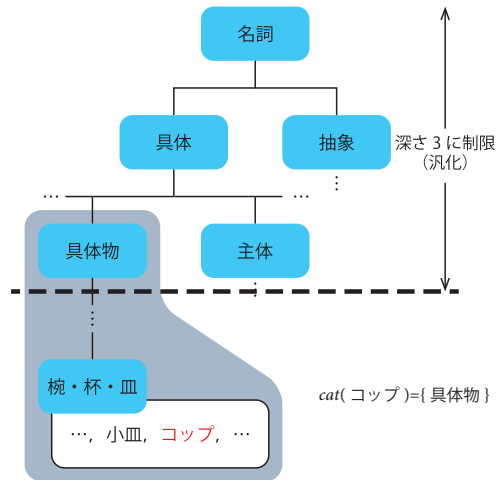 名詞
具体
抽象
深さ3に制限
(汎化)
⋮
…
…
具体物
主体
⋮
⋮
椀・杯・皿
cat( コップ )={ 具体物 }
…, 小皿, コップ, …